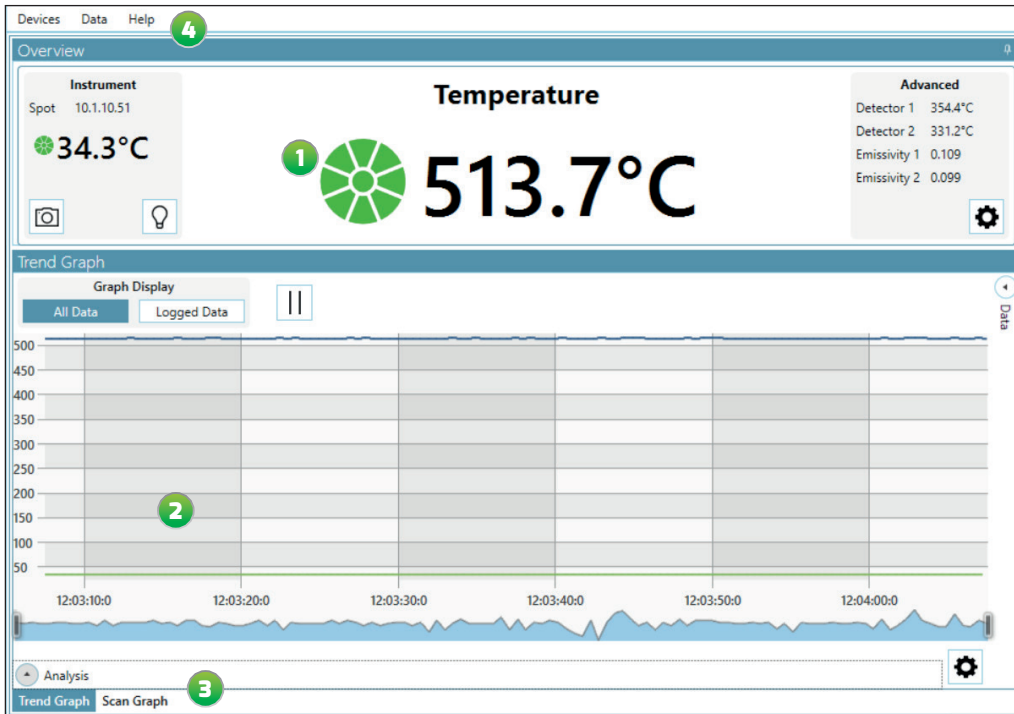 Devices Data Help
4
Overview
Instrument
Spot 10.1.10.51
34.3°C
Temperature
1
513.7°C
Advanced
Detector 1 354.4°C
Detector 2 331.2°C
Emissivity 1 0.109
Emissivity 2 0.099
Trend Graph
Graph Display
All Data Logged Data
Data
500
450
400
350
300
250
200
150
100
50
2
12:03:10:0 12:03:20:0 12:03:30:0 12:03:40:0 12:03:50:0 12:04:00:0
Analysis
3
Trend Graph Scan Graph